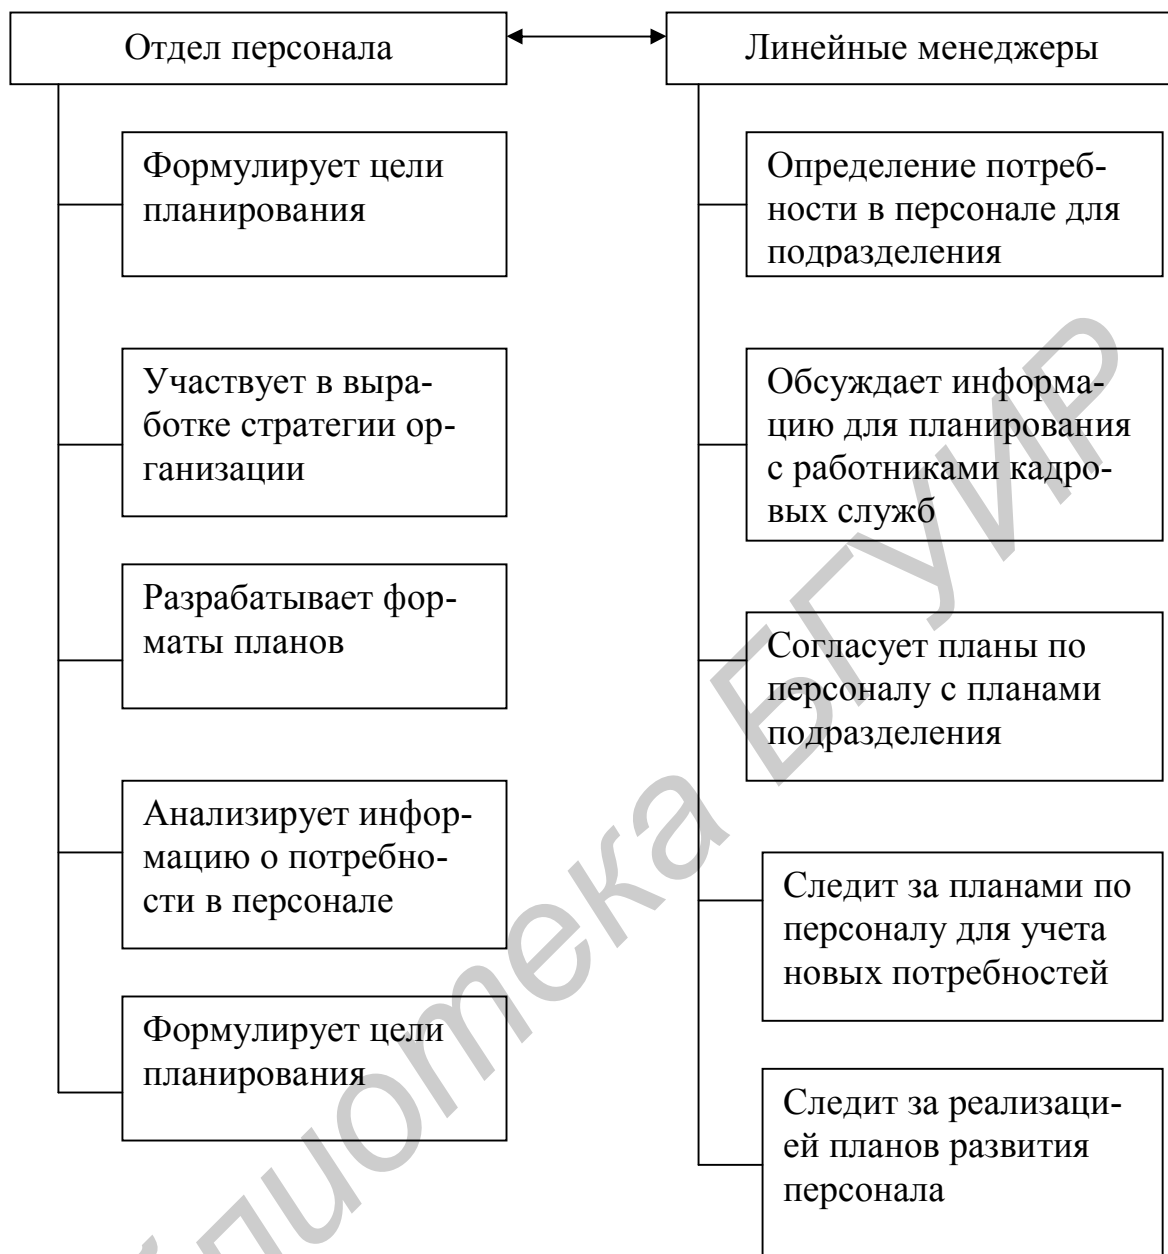 Отдел персонала
Линейные менеджеры
Формулирует цели
планирования
Участвует в выра-
ботке стратегии ор-
ганизации
Разрабатывает фор-
маты планов
Анализирует инфор-
мацию о потребно-
сти в персонале
Формулирует цели
планирования
Определение потреб-
ности в персонале для
подразделения
Обсуждает информа-
цию для планирования
с работниками кадро-
вых служб
Согласует планы по
персоналу с планами
подразделения
Следит за планами по
персоналу для учета
новых потребностей
Следит за реализаци-
ей планов развития
персонала
блиотека БГУИР